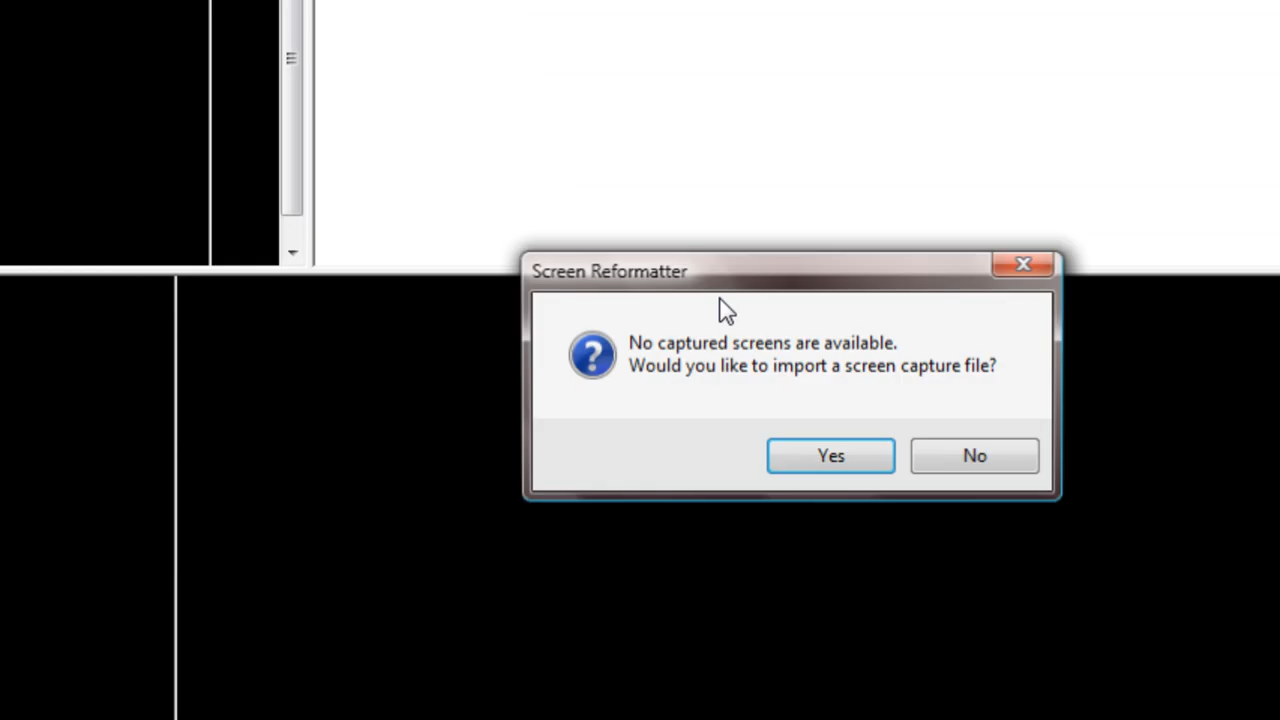 Screen Reformatter
No captured screens are available.
Would you like to import a screen capture file?
Yes
No